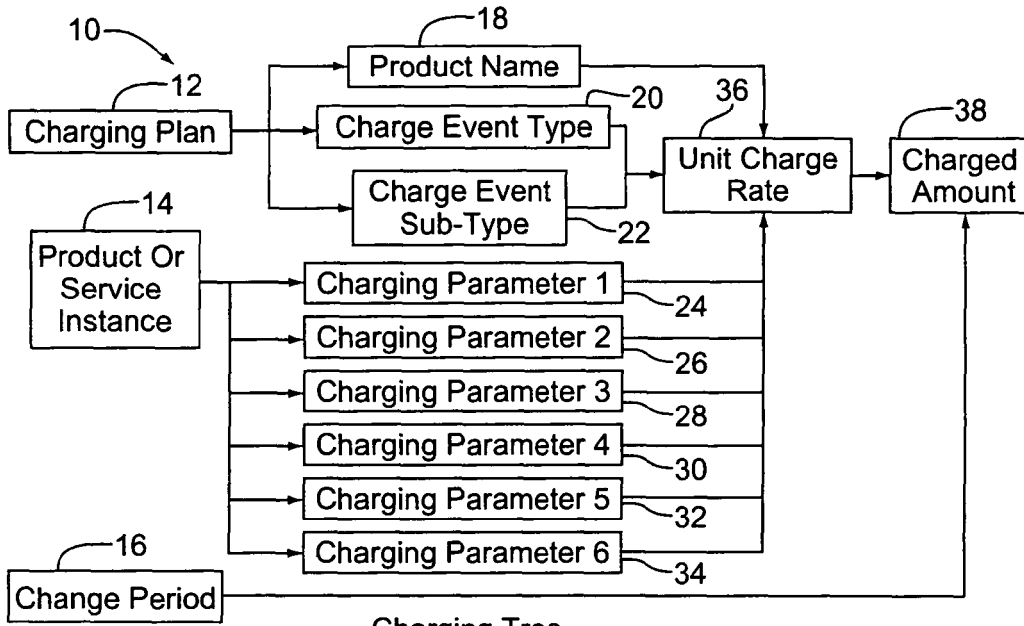 10
18
Product Name
12
Charging Plan
20
Charge Event Type
36
Unit Charge
Rate
38
Charged
Amount
Charge Event
Sub-Type
22
14
Product Or
Service
Instance
Charging Parameter 1
24
Charging Parameter 2
26
Charging Parameter 3
28
Charging Parameter 4
30
Charging Parameter 5
32
Charging Parameter 6
34
16
Change Period